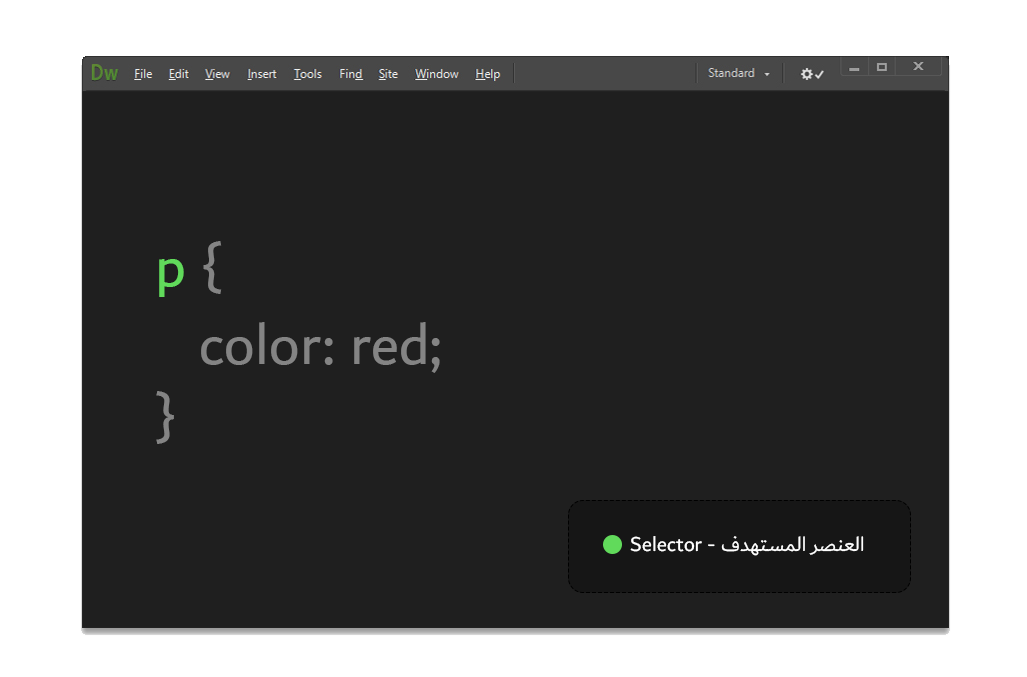 Dw File Edit View Insert Tools Find Site Window Help Standard
p {
color: red;
}
Selector - العنصر المستهدف